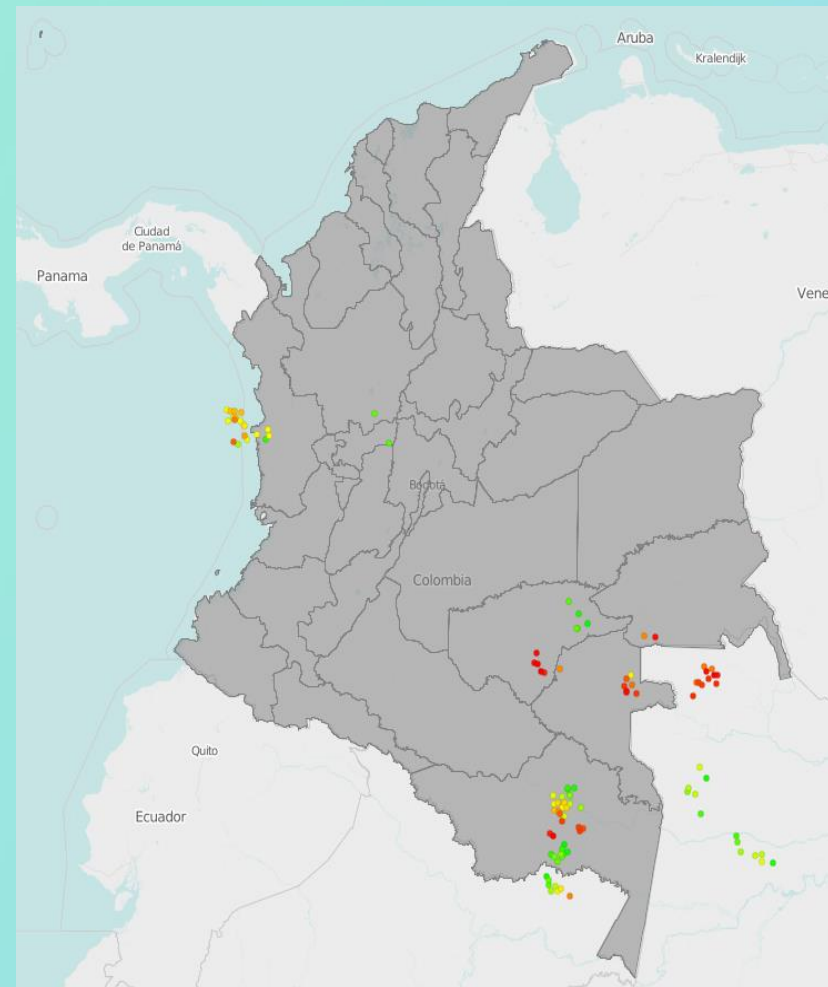 Aruba
Kralendijk
Ciudad
de Panamá
Panama
Vene
Bogotá
Colombia
Quito
Ecuador